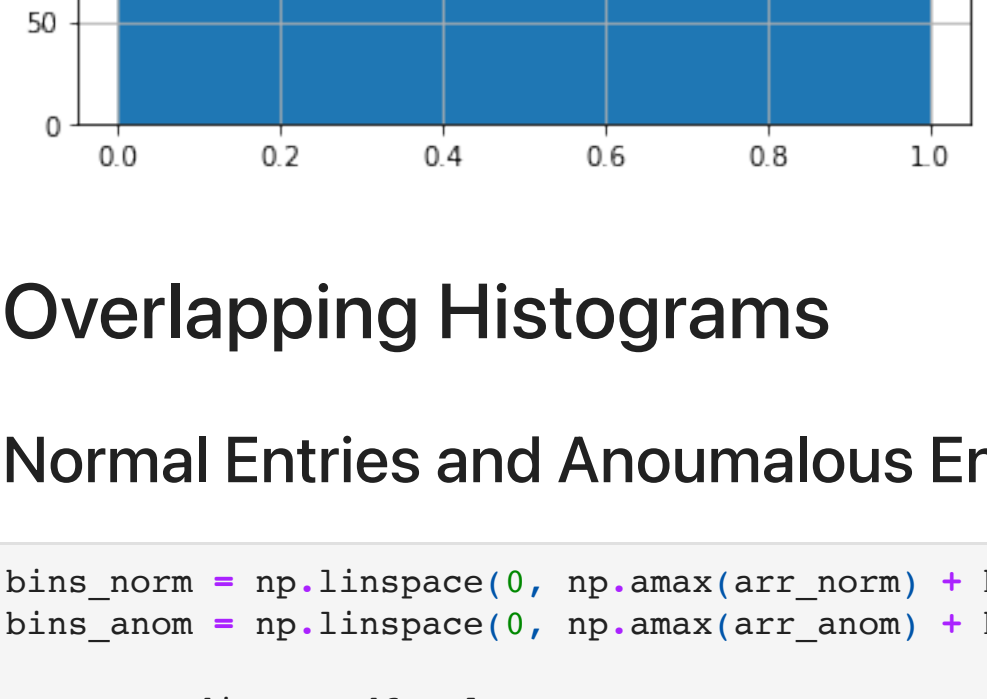 50
0
0.0 0.2 0.4 0.6 0.8 1.0
Overlapping Histograms
Normal Entries and Anoumalous
bins_norm = np.linspace(0, np.amax(arr_norm) +
bins_anom = np.linspace(0, np.amax(arr_anom) +